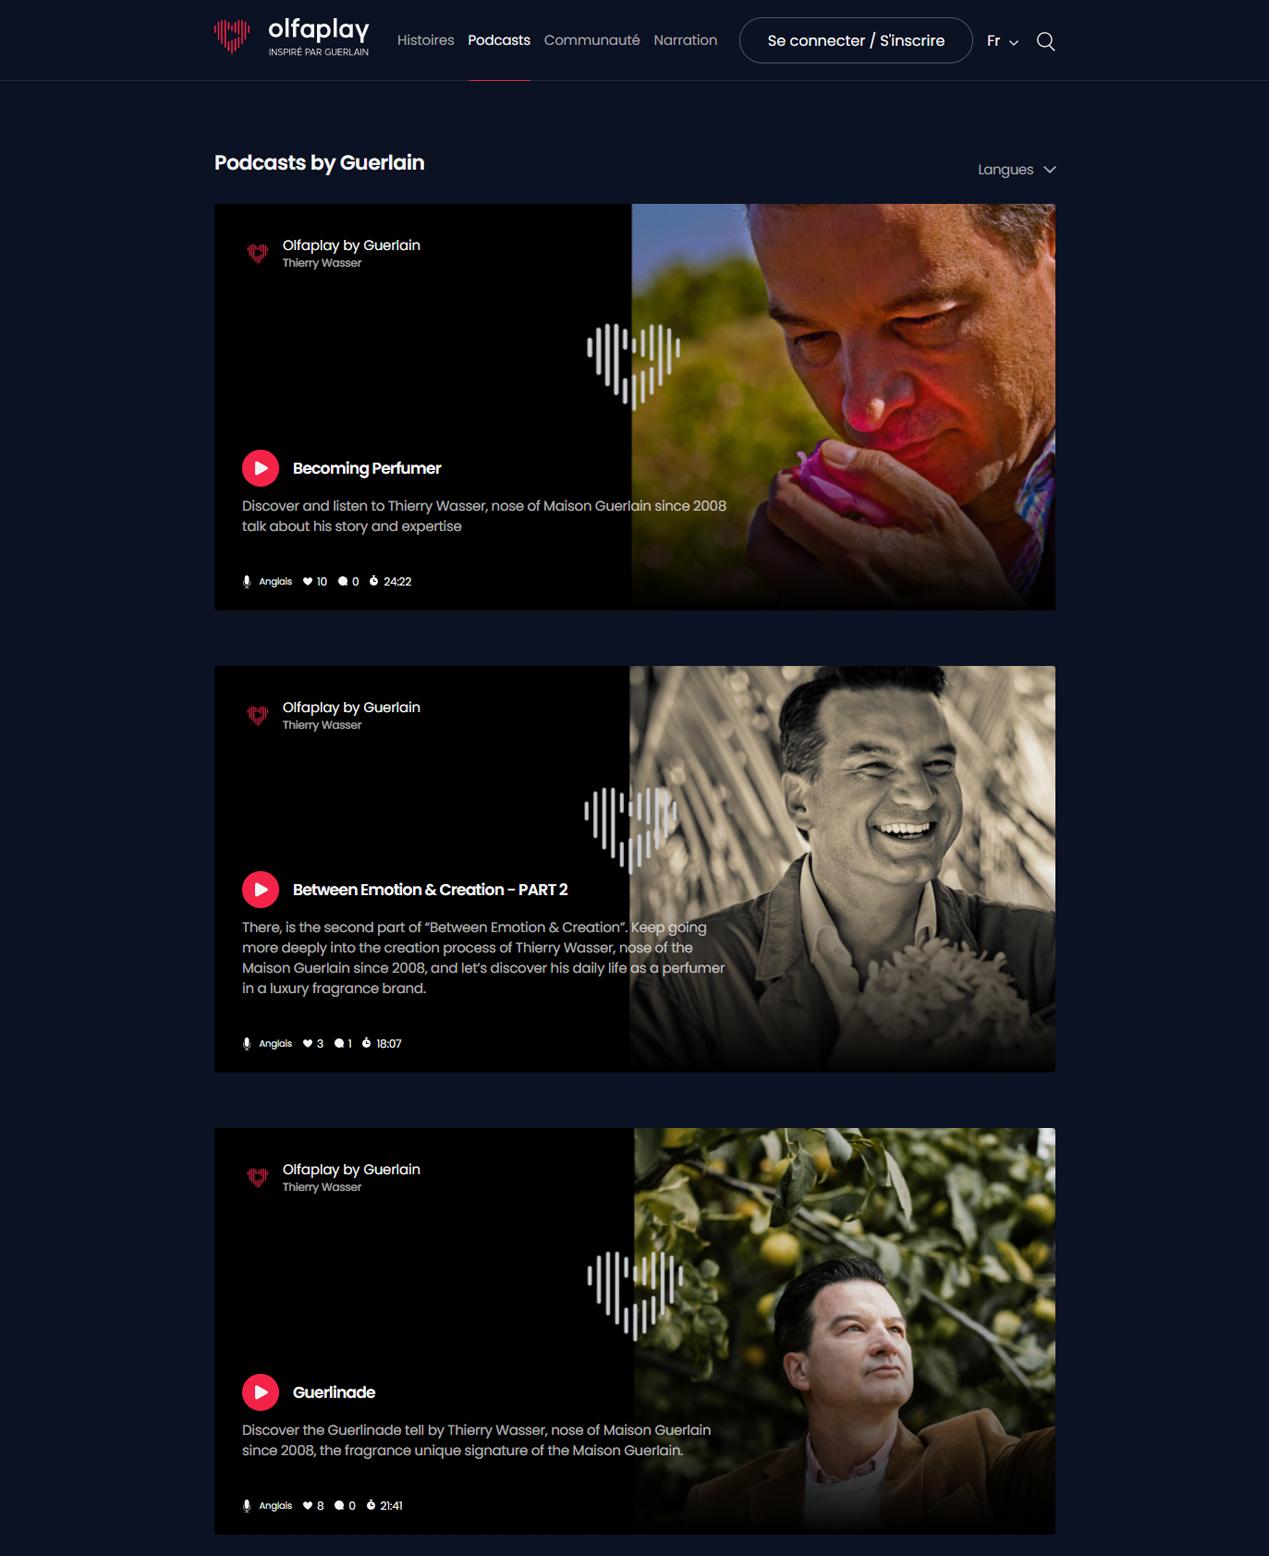 olfaplay
INSPIRÉ PAR GUERLAIN
Histoires
Podcasts
Communauté
Narration
Se connecter / S'inscrire
Fr
Podcasts by Guerlain
Langues
Olfaplay by Guerlain
Thierry Wasser
Becoming Perfumer
Discover and listen to Thierry Wasser, nose of Maison Guerlain since 2008
talk about his story and expertise
Anglais 10 0 24:22
Olfaplay by Guerlain
Thierry Wasser
Between Emotion & Creation - PART 2
There, is the second part of “Between Emotion & Creation”. Keep going
more deeply into the creation process of Thierry Wasser, nose of the
Maison Guerlain since 2008, and let’s discover his daily life as a perfumer
in a luxury fragrance brand.
Anglais 3 1 18:07
Olfaplay by Guerlain
Thierry Wasser
Guerlinade
Discover the Guerlinade tell by Thierry Wasser, nose of Maison Guerlain
since 2008, the fragrance unique signature of the Maison Guerlain.
Anglais 8 0 21:41